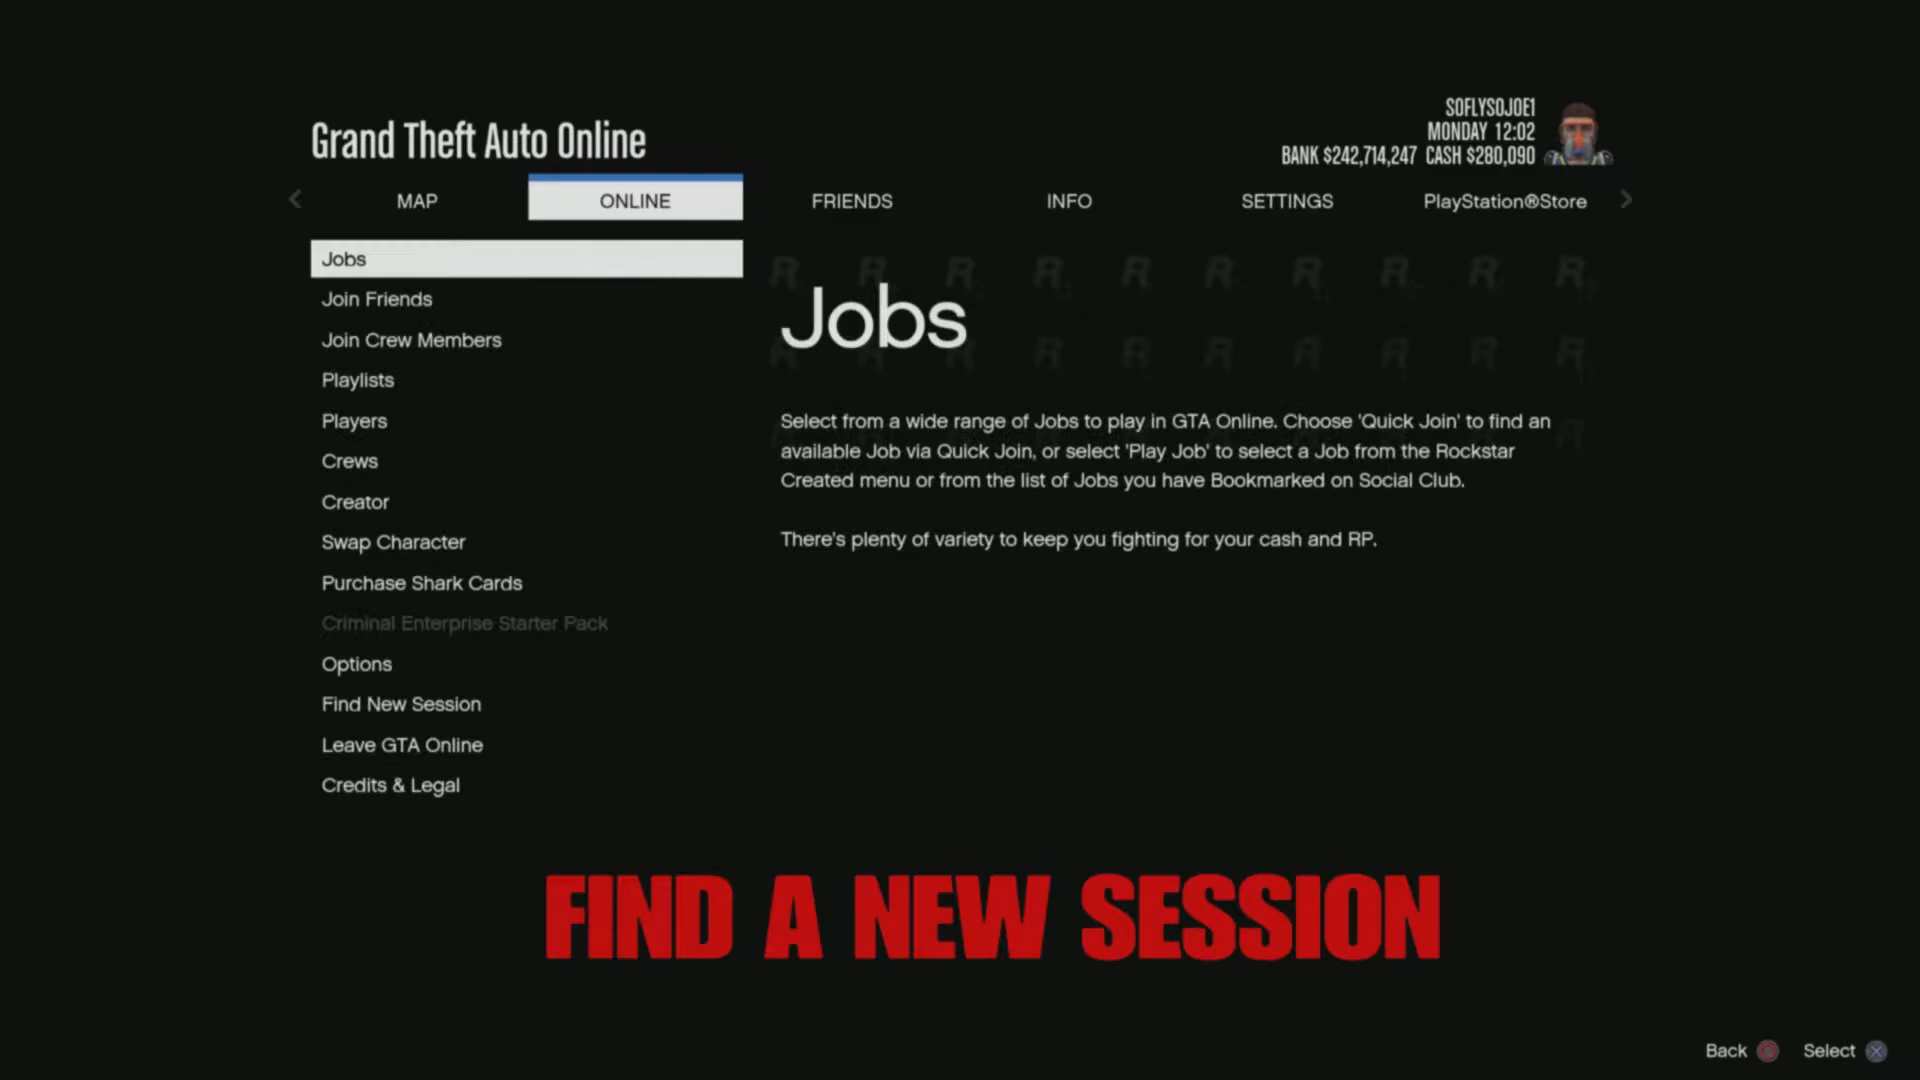 Grand Theft Auto Online
SOFLYSOJOE1
MONDAY 12:02
BANK $242,714,247 CASH $280,090
MAP ONLINE FRIENDS INFO SETTINGS PlayStation®Store
Jobs
Join Friends
Join Crew Members
Playlists
Players
Crews
Creator
Swap Character
Purchase Shark Cards
Criminal Enterprise Starter Pack
Options
Find New Session
Leave GTA Online
Credits & Legal
Jobs
Select from a wide range of Jobs to play in GTA Online. Choose 'Quick Join' to find an
available Job via Quick Join, or select 'Play Job' to select a Job from the Rockstar
Created menu or from the list of Jobs you have Bookmarked on Social Club.
There's plenty of variety to keep you fighting for your cash and RP.
FIND A NEW SESSION
Back Select